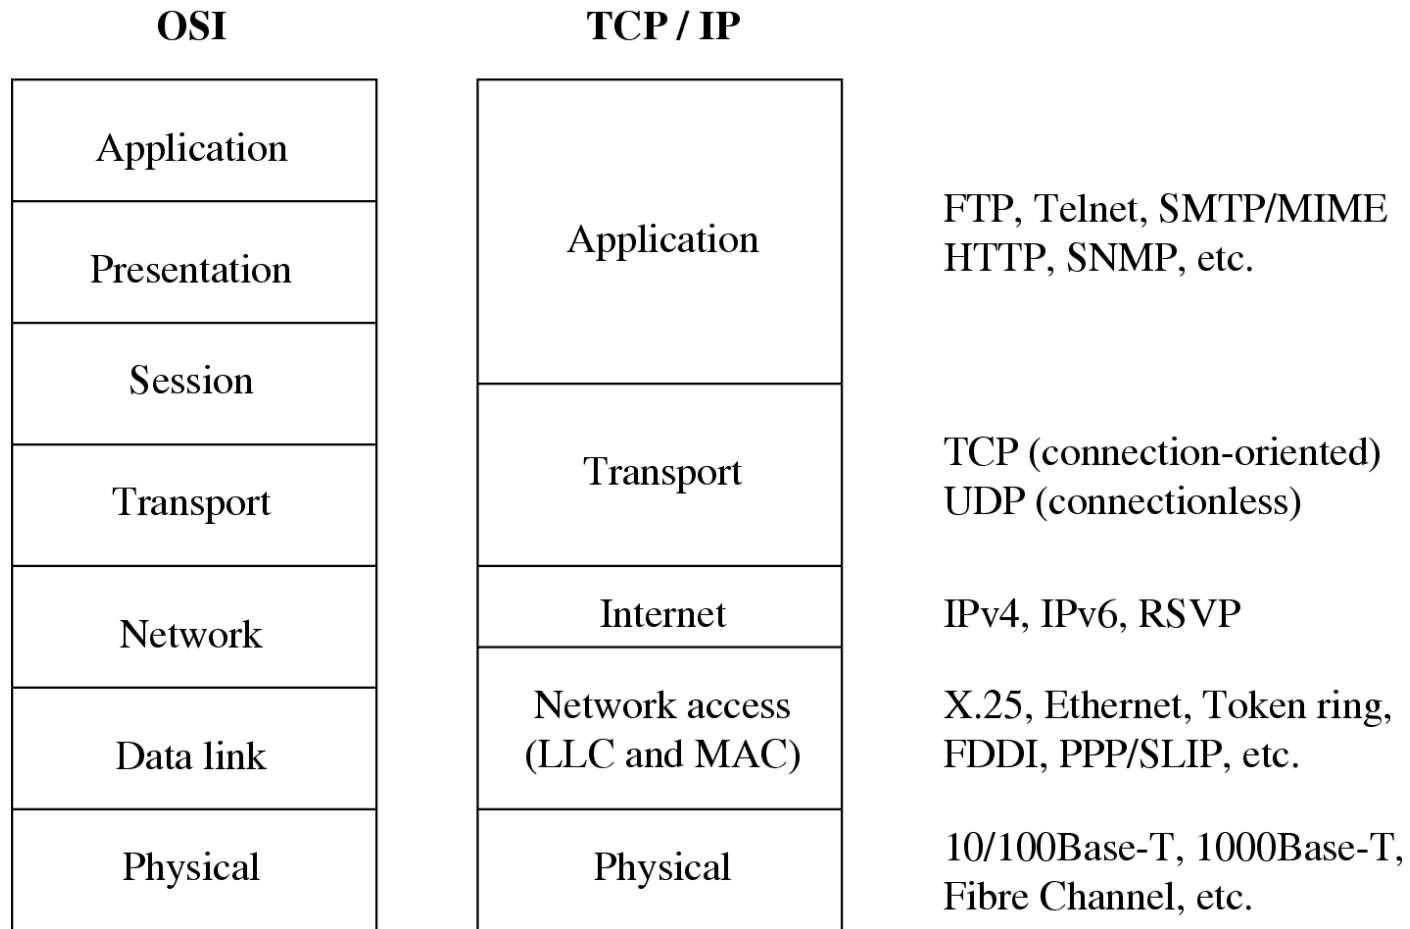 OSI
TCP / IP
Application
Presentation
Session
Transport
Network
Data link
Physical
Application
Transport
Internet
Network access
(LLC and MAC)
Physical
FTP, Telnet, SMTP/MIME
HTTP, SNMP, etc.
TCP (connection-oriented)
UDP (connectionless)
IPv4, IPv6, RSVP
X.25, Ethernet, Token ring,
FDDI, PPP/SLIP, etc.
10/100Base-T, 1000Base-T,
Fibre Channel, etc.